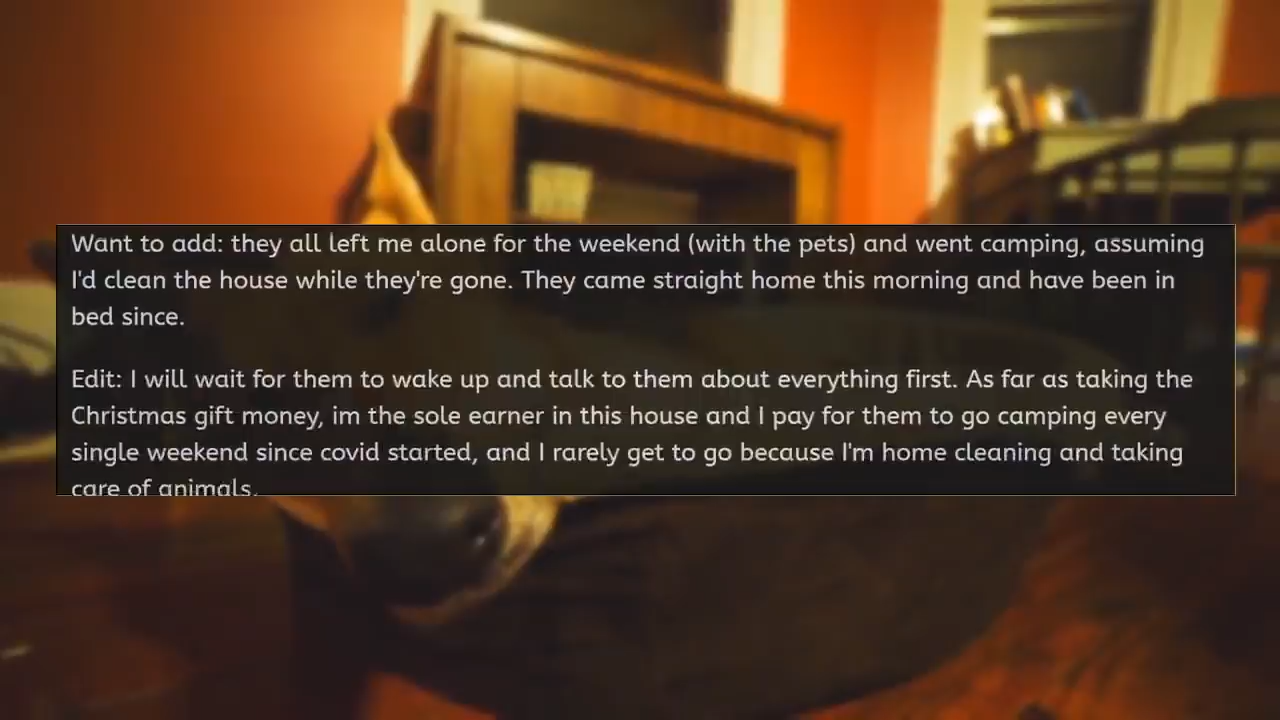 Want to add: they all left me alone for the weekend (with the pets) and went camping, assuming
I'd clean the house while they're gone. They came straight home this morning and have been in
bed since.
Edit: I will wait for them to wake up and talk to them about everything first. As far as taking the
Christmas gift money, im the sole earner in this house and I pay for them to go camping every
single weekend since covid started, and I rarely get to go because I'm home cleaning and taking
care of animals.